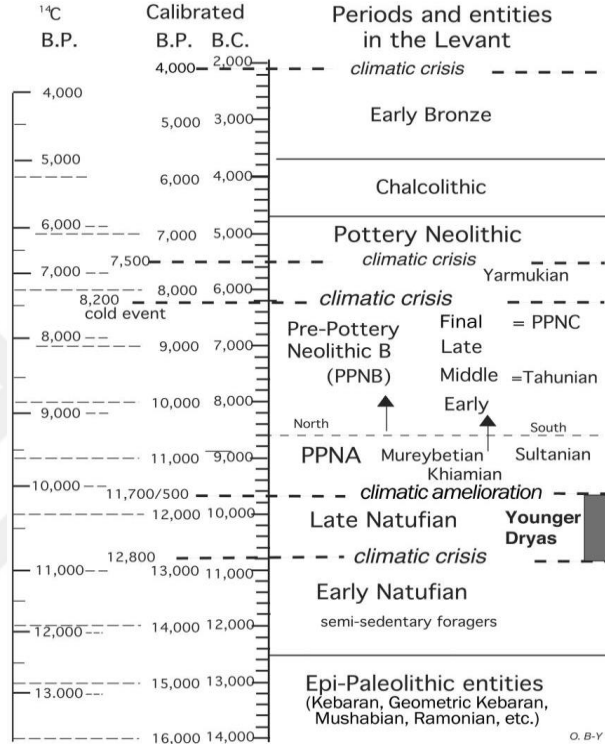 14C Calibrated Periods and entities
B.P. B.P. B.C. in the Levant
2,000
4,000 climatic crisis
4,000
5,000 3,000 Early Bronze
5,000
6,000 4,000 Chalcolithic
6,000
7,000 5,000 Pottery Neolithic
7,500 climatic crisis
7,000 Yarmukian
8,000 6,000
8,200 climatic crisis
cold event
Pre-Pottery Final = PPNC
8,000
Neolithic B Late
9,000 7,000
(PPNB) Middle =Tahunian
10,000 8,000 Early
9,000
North South
11,000 9,000 PPNA Mureybetian Sultanian
Khiamian
10,000
11,700/500 climatic amelioration
12,000 10,000 Late Natufian Younger
Dryas
12,800 climatic crisis
11,000 13,000 11,000
Early Natufian
semi-sedentary foragers
12,000 14,000 12,000
15,000 13,000 Epi-Paleolithic entities
13.000 (Kebaran, Geometric Kebaran,
Mushabian, Ramonian, etc.)
16,000 14,000 O. B-Y